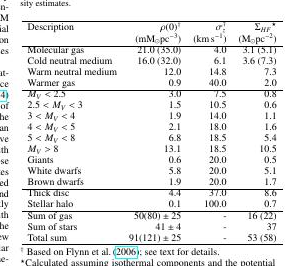 sity estimates.
Description ρ(0)† σ† Σ_HF*
(mM⊙pc⁻³) (km s⁻¹) (M⊙pc⁻²)
Molecular gas 21.0 (35.0) 4.0 3.1 (5.1)
Cold neutral medium 16.0 (32.0) 6.1 3.6 (7.3)
Warm neutral medium 12.0 14.8 7.3
Warmer gas 0.9 40.0 2.0
M_V < 2.5 3.0 7.5 0.8
2.5 < M_V < 3 1.5 10.5 0.6
3 < M_V < 4 1.9 14.0 1.1
4 < M_V < 5 2.1 18.0 1.6
5 < M_V < 8 6.8 18.5 5.4
M_V > 8 13.1 18.5 10.5
Giants 0.6 20.0 0.5
White dwarfs 5.8 20.0 5.1
Brown dwarfs 1.9 20.0 1.7
Thick disc 4.4 37.0 8.6
Stellar halo 0.1 100.0 0.7
Sum of gas 50(80) ± 25 - 16 (22)
Sum of stars 41 ± 4 - 37
Total sum 91(121) ± 25 - 53 (58)
† Based on Flynn et al. (2006); see text for details.
*Calculated assuming isothermal components and the potential